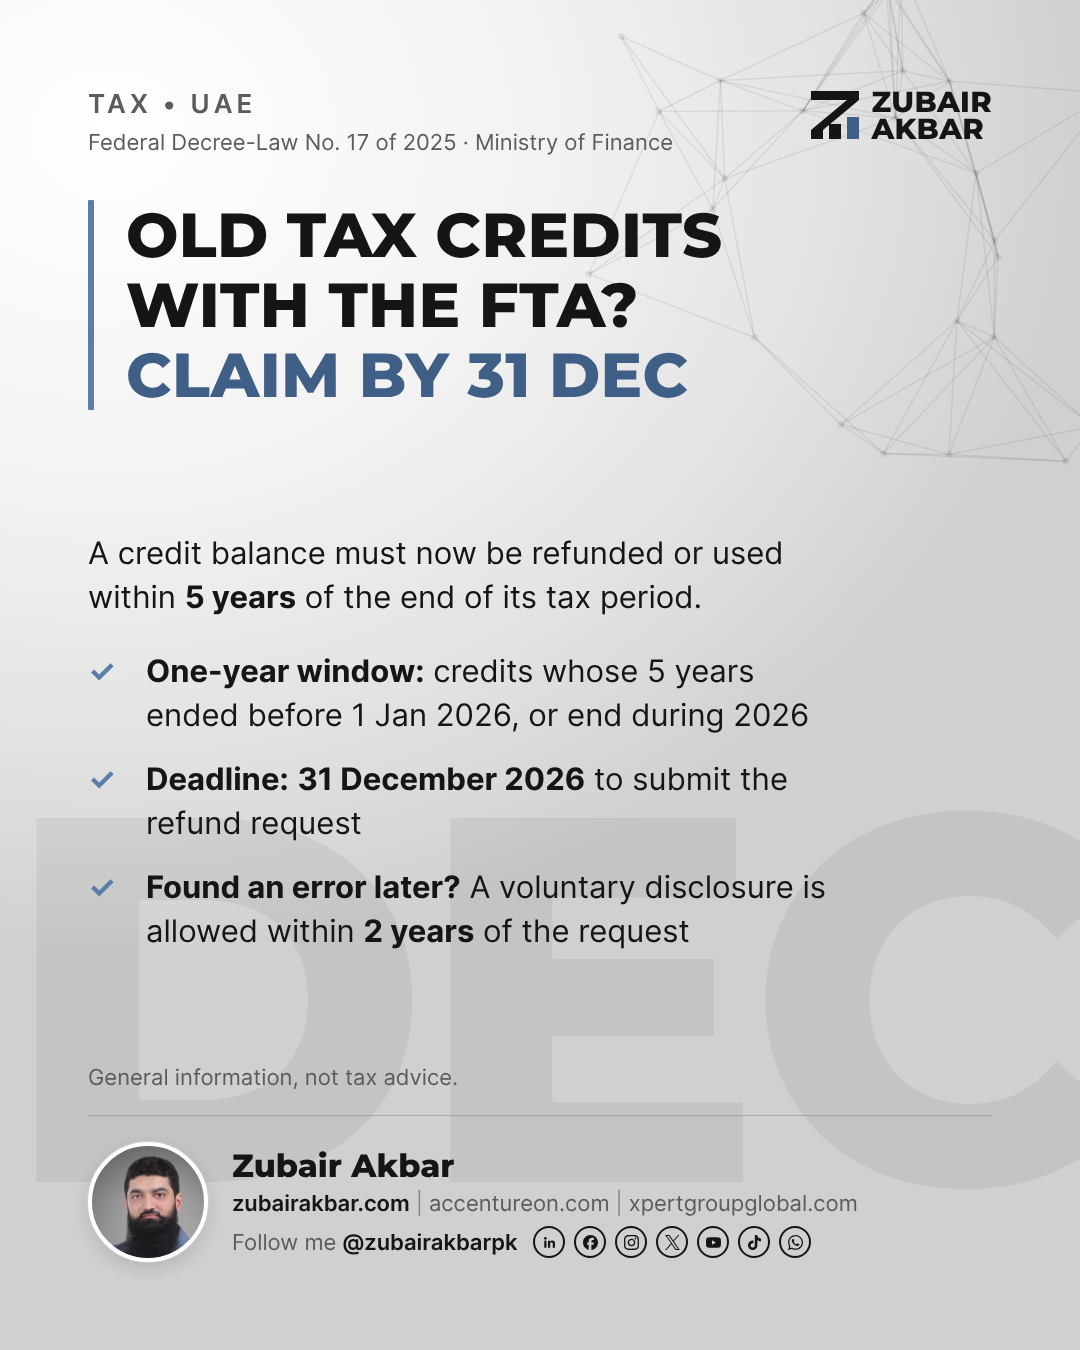 TAX • UAE
Federal Decree-Law No. 17 of 2025 · Ministry of Finance
ZUBAIR
AKBAR
OLD TAX CREDITS
WITH THE FTA?
CLAIM BY 31 DEC
A credit balance must now be refunded or used
within 5 years of the end of its tax period.
One-year window: credits whose 5 years
ended before 1 Jan 2026, or end during 2026
Deadline: 31 December 2026 to submit the
refund request
Found an error later? A voluntary disclosure is
allowed within 2 years of the request
DEC
General information, not tax advice.
Zubair Akbar
zubairakbar.com | accentureon.com | xpertgroupglobal.com
Follow me @zubairakbarpk